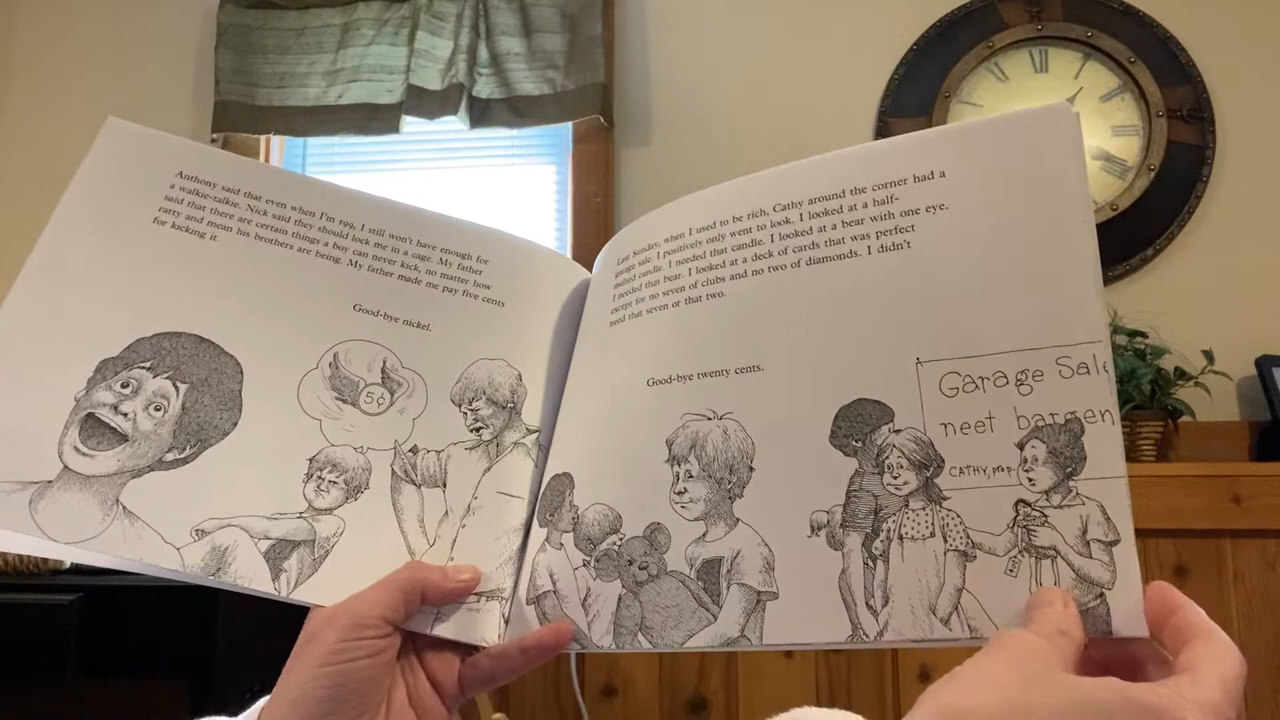 Anthony said that even when I'm 199, I still won't have enough for
a walkie-talkie. Nick said they should lock me in a cage. My father
said that there are certain things a boy can never kick, no matter how
ratty and mean his brothers are being. My father made me pay five cents
for kicking it.
Good-bye nickel.
5¢
Last Sunday, when I used to be rich, Cathy around the corner had a
garage sale. I positively only went to look. I looked at a half-
melted candle. I needed that candle. I looked at a bear with one eye.
I needed that bear. I looked at a deck of cards that was perfect
except for no seven of clubs and no two of diamonds. I didn't
need that seven or that two.
Good-bye twenty cents.
Garage Sale
neet bargen
CATHY, prop.